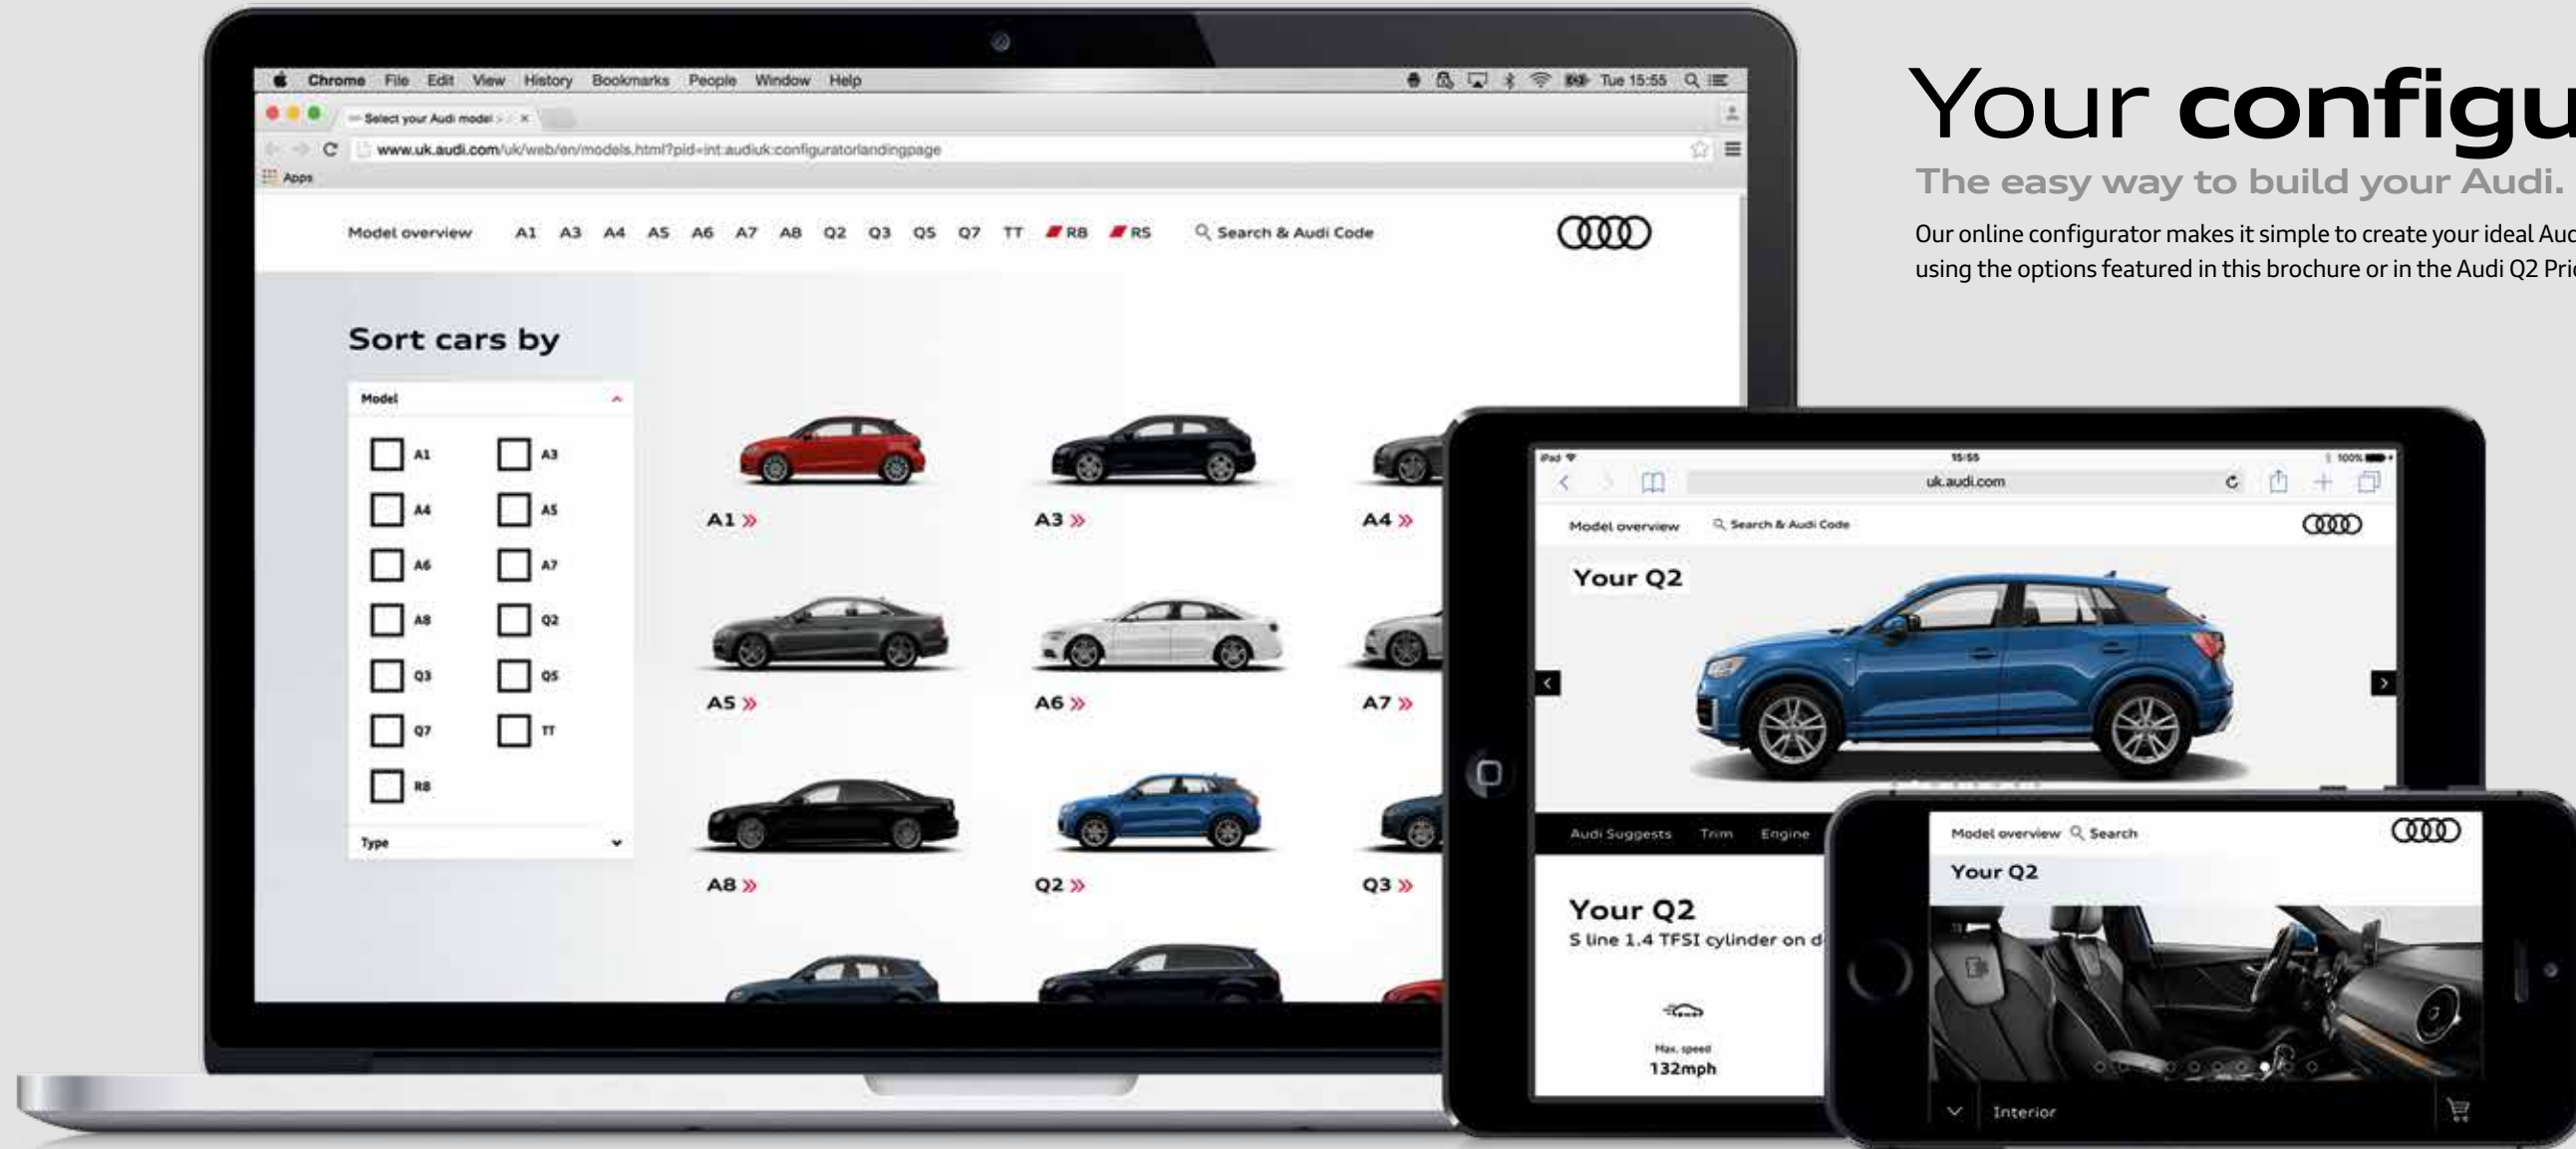 Chrome File Edit View History Bookmarks People Window Help
Tue 15:55
Select your Audi model
www.uk.audi.com/uk/web/en/models.html?pid=int:audiuk:configuratorlandingpage
Apps
Model overview A1 A3 A4 A5 A6 A7 A8 Q2 Q3 Q5 Q7 TT R8 RS Search & Audi Code
Sort cars by
Model
A1 A3
A4 A5
A6 A7
A8 Q2
Q3 Q5
Q7 TT
R8
Type
A1 A3 A4
A5 A6 A7
A8 Q2 Q3
Your configu
The easy way to build your Audi.
Our online configurator makes it simple to create your ideal Aud
using the options featured in this brochure or in the Audi Q2 Pric
iPad 15:55 100%
uk.audi.com
Model overview Search & Audi Code
Your Q2
Audi Suggests Trim Engine
Your Q2
S line 1.4 TFSI cylinder on d
Max. speed
132mph
Model overview Search
Your Q2
Interior